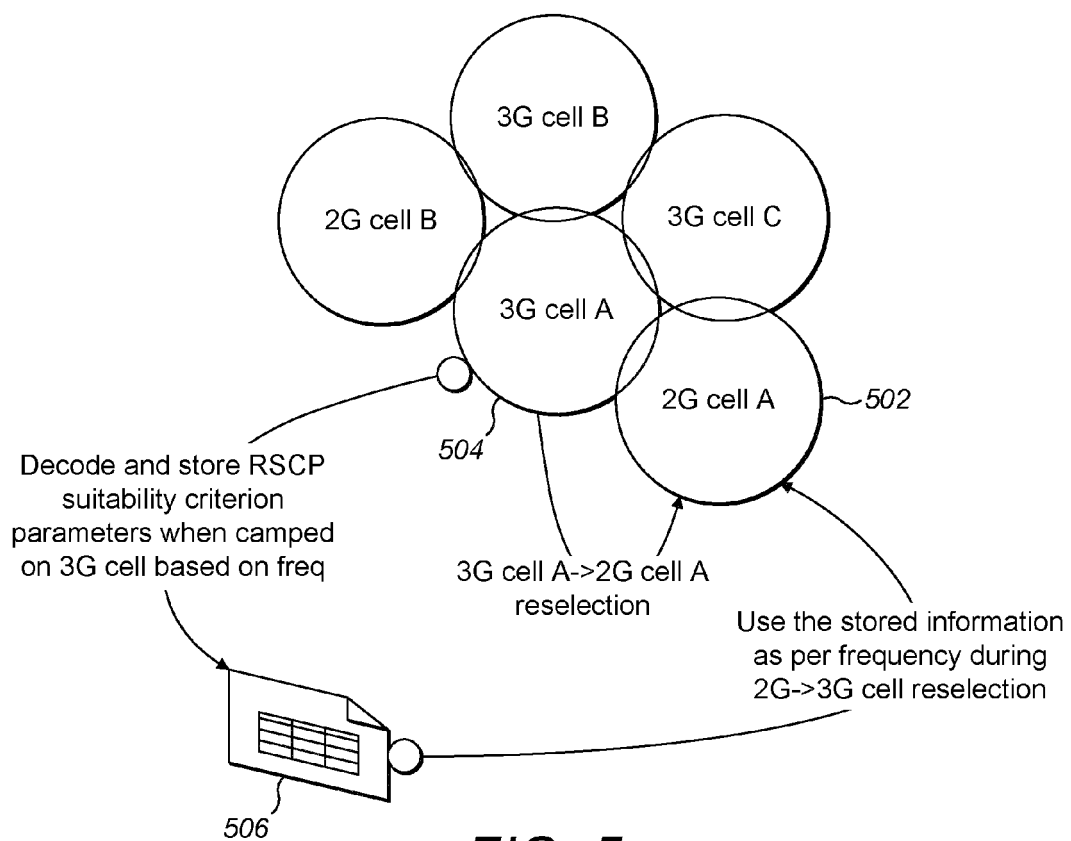 3G cell B
2G cell B
3G cell C
3G cell A
2G cell A
502
504
Decode and store RSCP
suitability criterion
parameters when camped
on 3G cell based on freq
3G cell A->2G cell A
reselection
Use the stored information
as per frequency during
2G->3G cell reselection
506